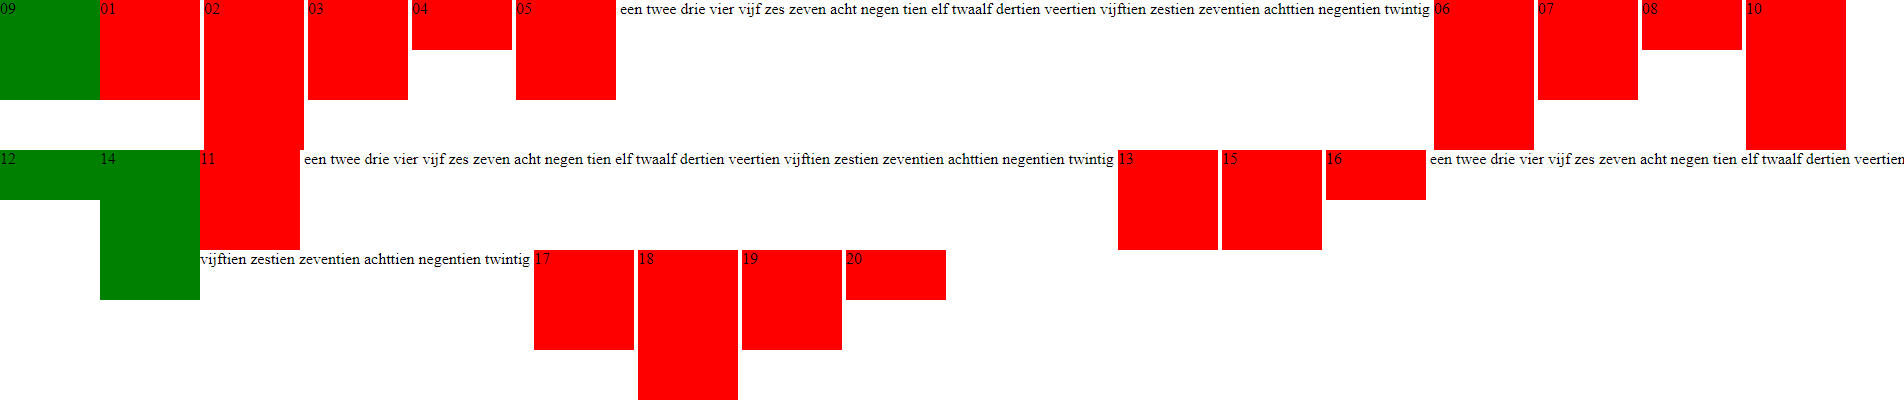 09 01 02 03 04 05 een twee drie vier vijf zes zeven acht negen tien elf twaalf dertien veertien vijftien zestien zeventien achttien negentien twintig 06 07 08 10
12 14 11 een twee drie vier vijf zes zeven acht negen tien elf twaalf dertien veertien vijftien zestien zeventien achttien negentien twintig 13 15 16 een twee drie vier vijf zes zeven acht negen tien elf twaalf dertien veertien
vijftien zestien zeventien achttien negentien twintig 17 18 19 20